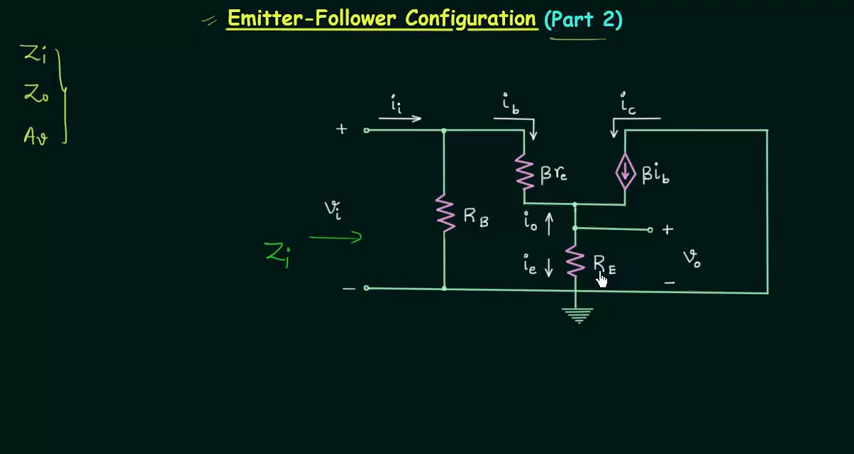 Emitter-Follower Configuration (Part 2)
Zi
Zo
Av
ii
ib
ic
+
βre
βib
vi
RB
io
+
Zi
ie
RE
vo
−
−